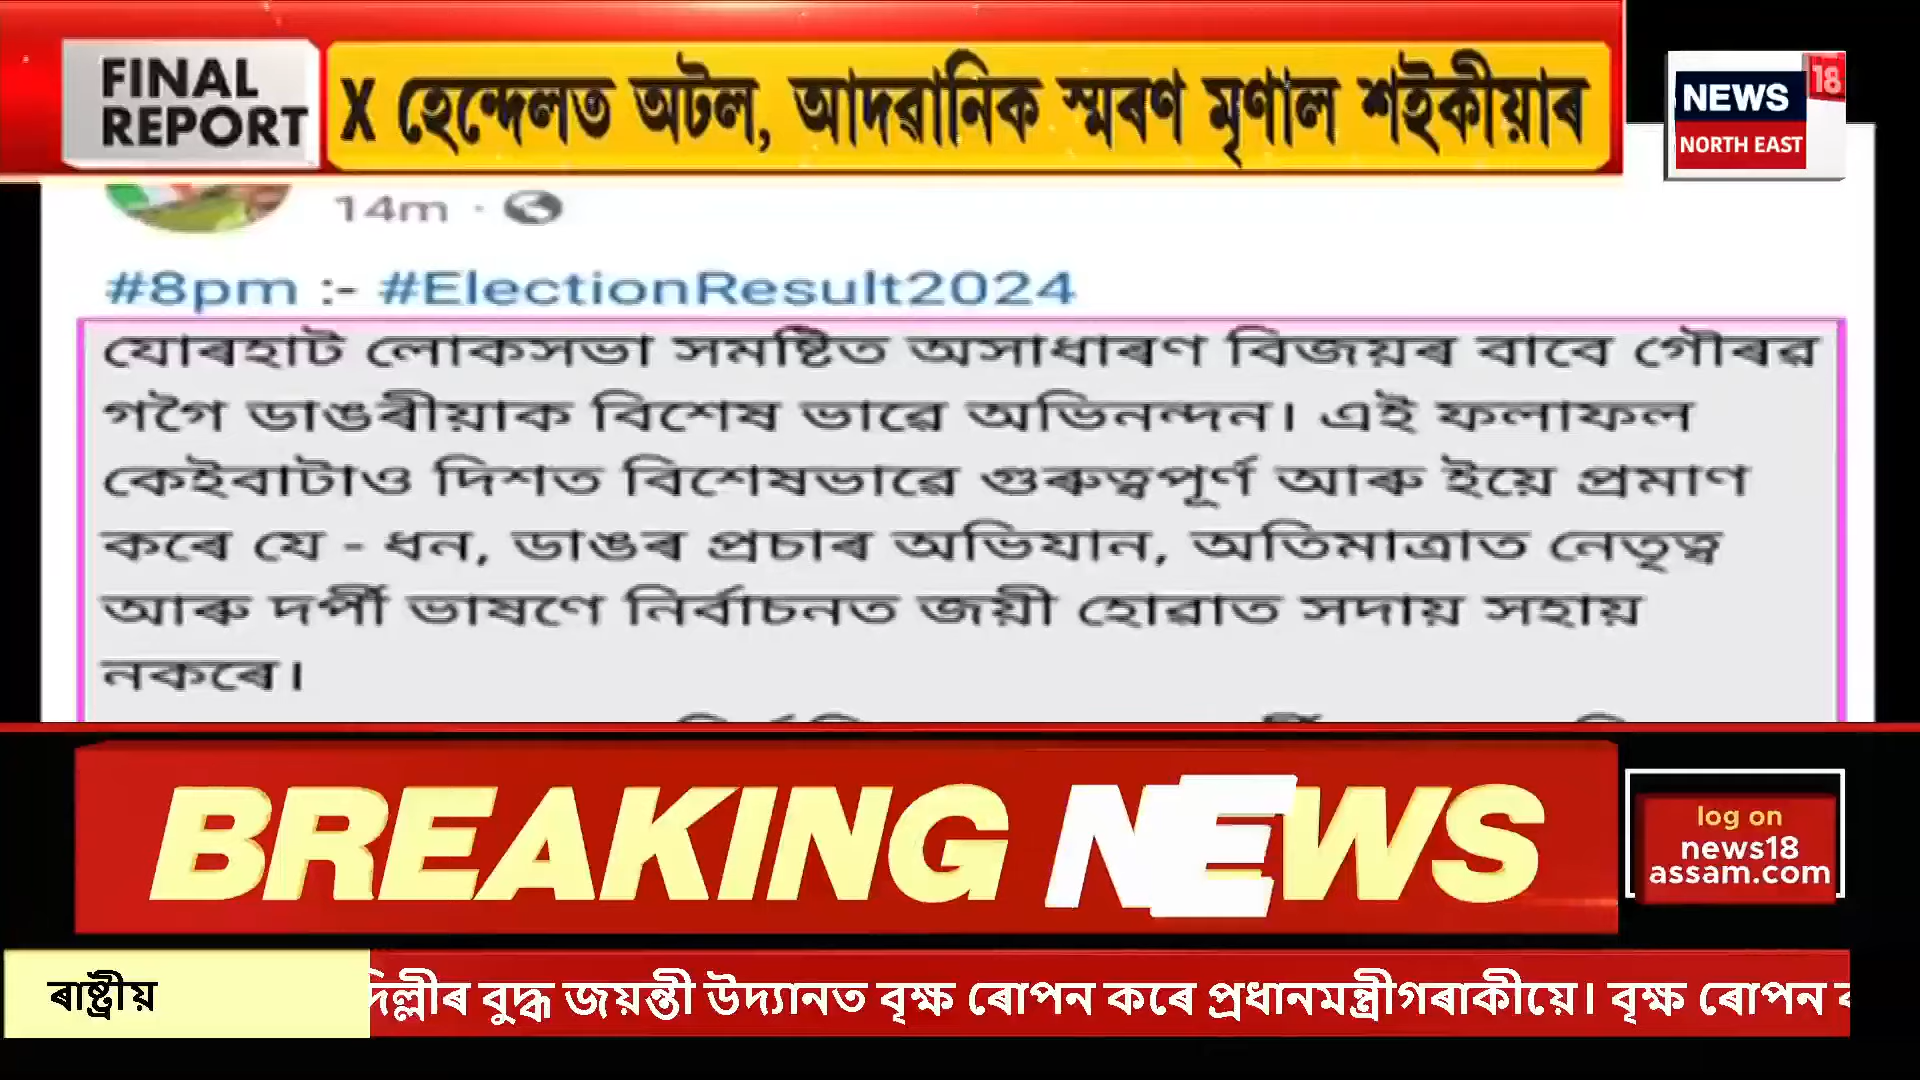 FINAL
REPORT
X হেন্দেলত অটল, আদৱানিক স্মৰণ মৃণাল শইকীয়াৰ
NEWS 18
NORTH EAST
14m ·
#8pm :- #ElectionResult2024
যোৰহাট লোকসভা সমষ্টিত অসাধাৰণ বিজয়ৰ বাবে গৌৰৱ
গগৈ ডাঙৰীয়াক বিশেষ ভাৱে অভিনন্দন। এই ফলাফল
কেইবাটাও দিশত বিশেষভাৱে গুৰুত্বপূৰ্ণ আৰু ইয়ে প্ৰমাণ
কৰে যে - ধন, ডাঙৰ প্ৰচাৰ অভিযান, অতিমাত্ৰাত নেতৃত্ব
আৰু দৰ্পী ভাষণে নিৰ্বাচনত জয়ী হোৱাত সদায় সহায়
নকৰে।
BREAKING NEWS
log on
news18
assam.com
ৰাষ্ট্ৰীয়
দিল্লীৰ বুদ্ধ জয়ন্তী উদ্যানত বৃক্ষ ৰোপন কৰে প্ৰধানমন্ত্ৰীগৰাকীয়ে। বৃক্ষ ৰোপন